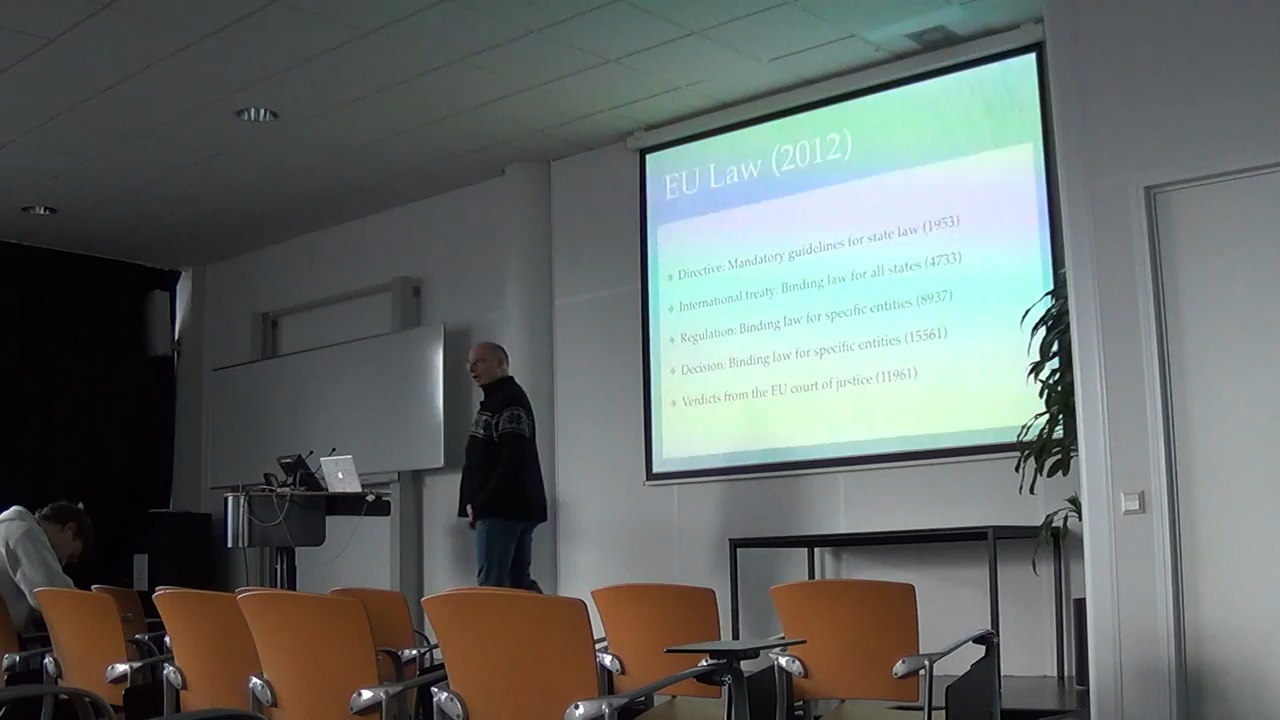 EU Law (2012)
Directive: Mandatory guidelines for state law (1953)
International treaty: Binding law for all states (4733)
Regulation: Binding law for specific entities (8937)
Decision: Binding law for specific entities (15561)
Verdicts from the EU court of justice (11961)